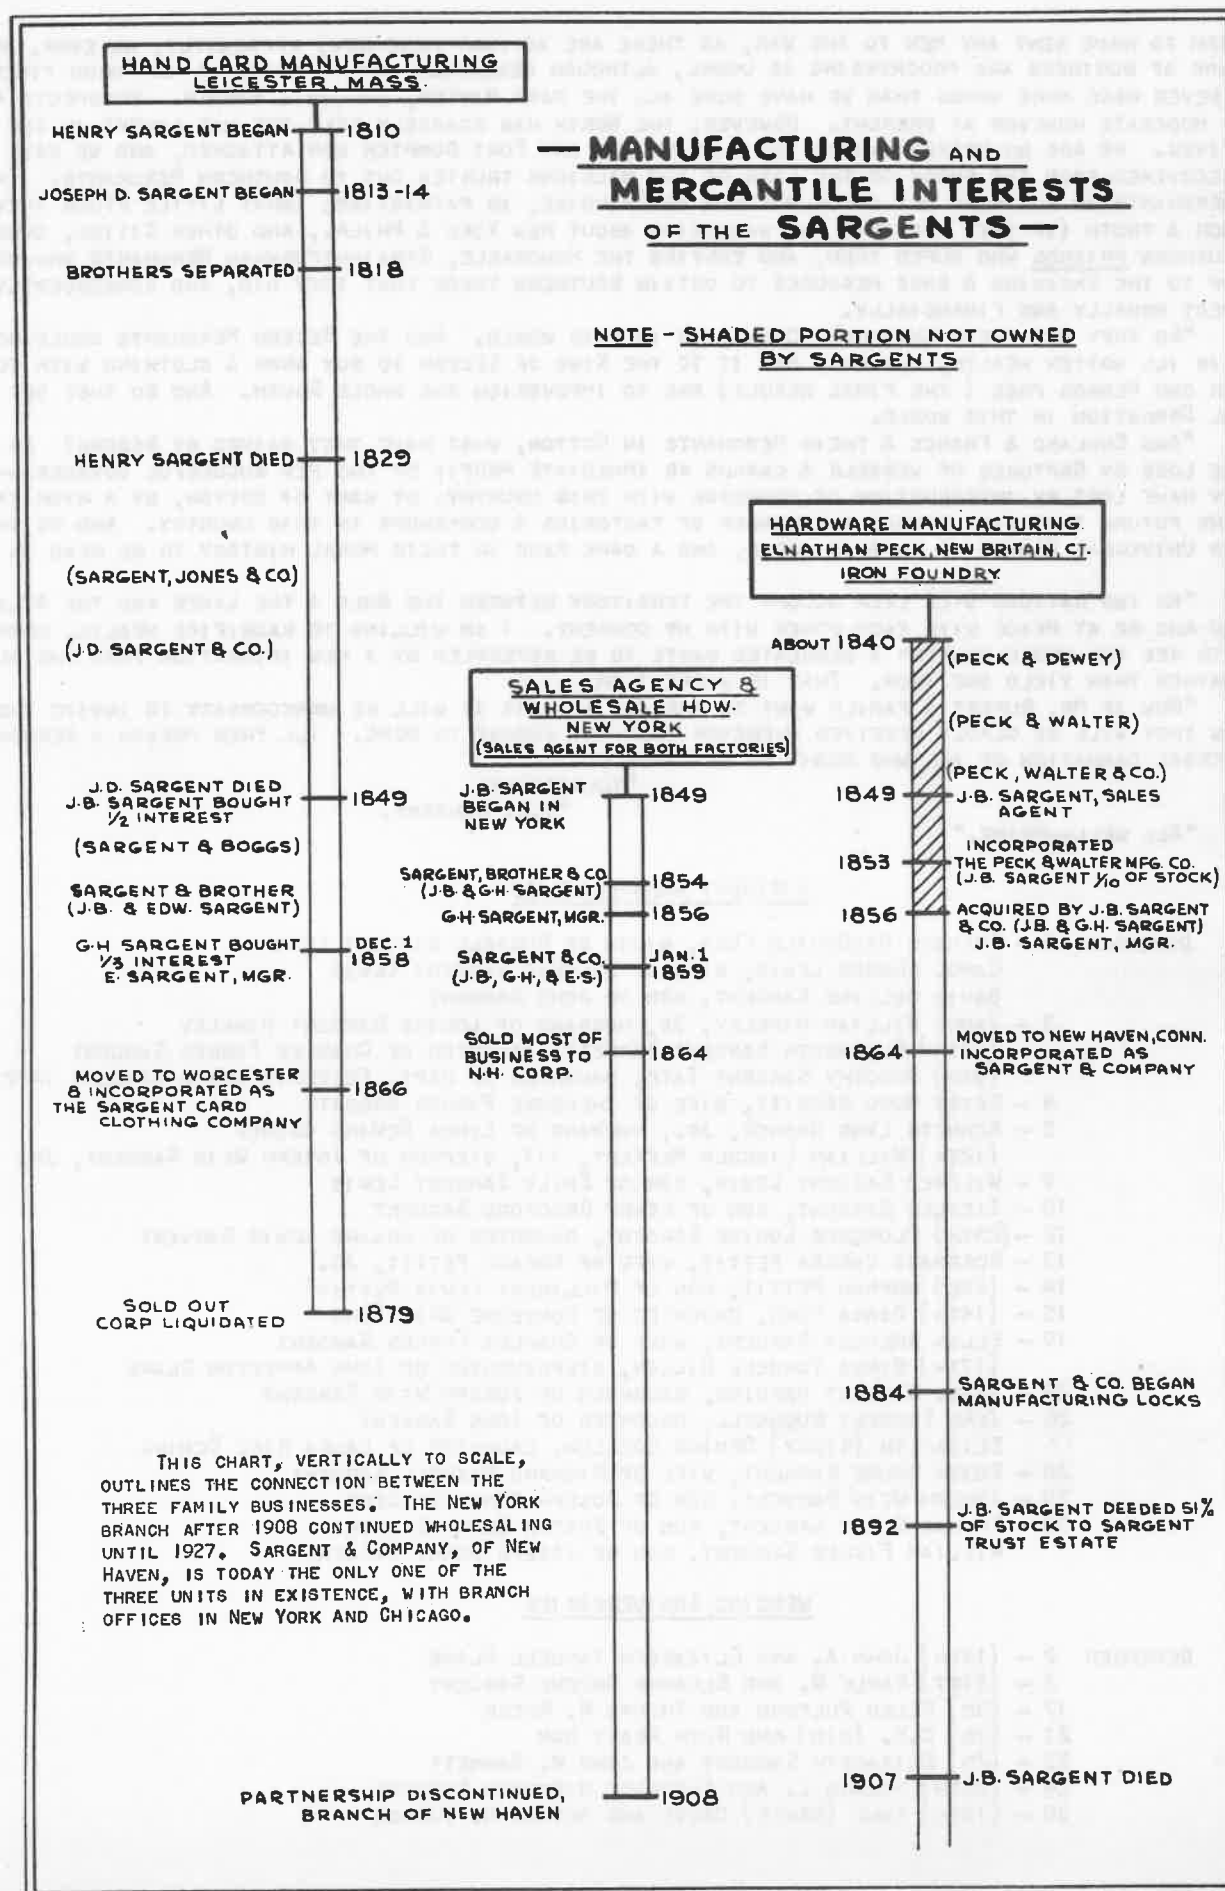 HAND CARD MANUFACTURING
LEICESTER, MASS.
HENRY SARGENT BEGAN
1810
JOSEPH D. SARGENT BEGAN
1813-14
BROTHERS SEPARATED
1818
HENRY SARGENT DIED
1829
(SARGENT, JONES & CO.)
(J.D. SARGENT & CO.)
J.D. SARGENT DIED
J.B. SARGENT BOUGHT
1/2 INTEREST
1849
(SARGENT & BOGGS)
SARGENT & BROTHER
(J.B. & EDW. SARGENT)
G.H SARGENT BOUGHT
1/3 INTEREST
E. SARGENT, MGR.
DEC. 1
1858
MOVED TO WORCESTER
& INCORPORATED AS
THE SARGENT CARD
CLOTHING COMPANY
1866
SOLD OUT
CORP LIQUIDATED
1879
— MANUFACTURING AND
MERCANTILE INTERESTS
OF THE SARGENTS —
NOTE - SHADED PORTION NOT OWNED
BY SARGENTS.
SALES AGENCY &
WHOLESALE HDW.
NEW YORK
(SALES AGENT FOR BOTH FACTORIES)
J.B. SARGENT
BEGAN IN
NEW YORK
1849
SARGENT, BROTHER & CO
(J.B. & G.H. SARGENT)
1854
G.H. SARGENT, MGR.
1856
SARGENT & CO.
(J.B, G.H, & E.S.)
JAN. 1
1859
SOLD MOST OF
BUSINESS TO
N.H. CORP.
1864
PARTNERSHIP DISCONTINUED,
BRANCH OF NEW HAVEN
1908
HARDWARE MANUFACTURING
ELNATHAN PECK, NEW BRITAIN, CT.
IRON FOUNDRY
ABOUT 1840
(PECK & DEWEY)
(PECK & WALTER)
(PECK, WALTER & CO.)
1849
J.B. SARGENT, SALES
AGENT
1853
INCORPORATED
THE PECK & WALTER MFG. CO.
(J.B. SARGENT 1/10 OF STOCK)
1856
ACQUIRED BY J.B. SARGENT
& CO. (J.B. & G.H. SARGENT)
J.B. SARGENT, MGR.
1864
MOVED TO NEW HAVEN, CONN.
INCORPORATED AS
SARGENT & COMPANY
1884
SARGENT & CO. BEGAN
MANUFACTURING LOCKS
1892
J.B. SARGENT DEEDED 51%
OF STOCK TO SARGENT
TRUST ESTATE
1907
J.B. SARGENT DIED
THIS CHART, VERTICALLY TO SCALE,
OUTLINES THE CONNECTION BETWEEN THE
THREE FAMILY BUSINESSES. THE NEW YORK
BRANCH AFTER 1908 CONTINUED WHOLESALING
UNTIL 1927. SARGENT & COMPANY, OF NEW
HAVEN, IS TODAY THE ONLY ONE OF THE
THREE UNITS IN EXISTENCE, WITH BRANCH
OFFICES IN NEW YORK AND CHICAGO.